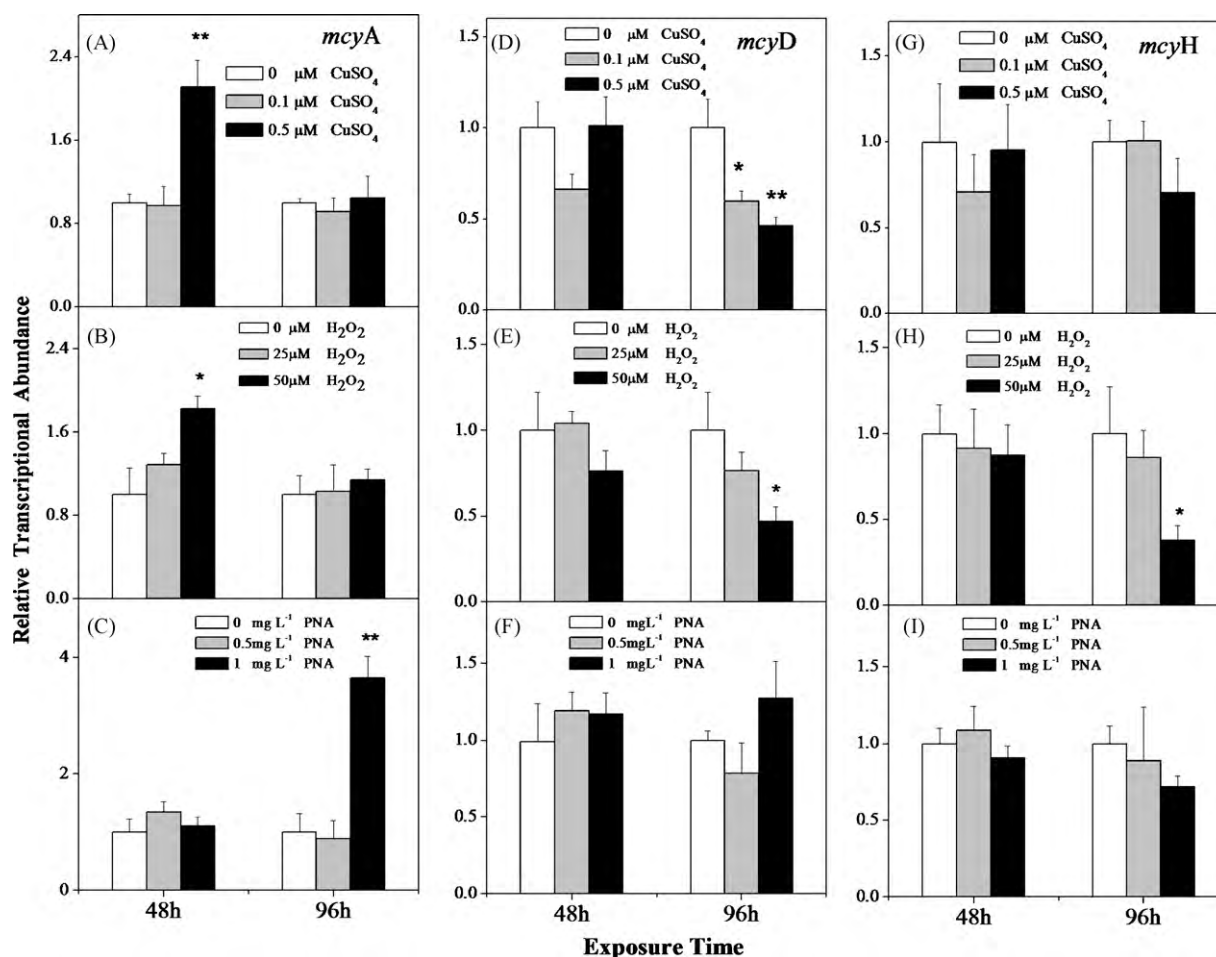 (A) mcyA
2.4
**
0 μM CuSO₄
0.1 μM CuSO₄
0.5 μM CuSO₄
1.6
0.8
0.0
(D) mcyD
1.5
0 μM CuSO₄
0.1 μM CuSO₄
0.5 μM CuSO₄
1.0
*
**
0.5
0.0
(G) mcyH
1.5
0 μM CuSO₄
0.1 μM CuSO₄
0.5 μM CuSO₄
1.0
0.5
0.0
(B)
2.4
0 μM H₂O₂
25μM H₂O₂
50μM H₂O₂
*
1.6
0.8
0.0
(E)
1.5
0 μM H₂O₂
25μM H₂O₂
50μM H₂O₂
1.0
*
0.5
0.0
(H)
1.5
0 μM H₂O₂
25μM H₂O₂
50μM H₂O₂
1.0
*
0.5
0.0
(C)
0 mg L⁻¹ PNA
0.5mg L⁻¹ PNA
1 mg L⁻¹ PNA
**
4
2
0
(F)
0 mgL⁻¹ PNA
0.5mgL⁻¹ PNA
1 mgL⁻¹ PNA
1.5
1.0
0.5
0.0
(I)
0 mg L⁻¹ PNA
0.5mg L⁻¹ PNA
1 mg L⁻¹ PNA
1.5
1.0
0.5
0.0
Relative Transcriptional Abundance
48h 96h
48h 96h
48h 96h
Exposure Time